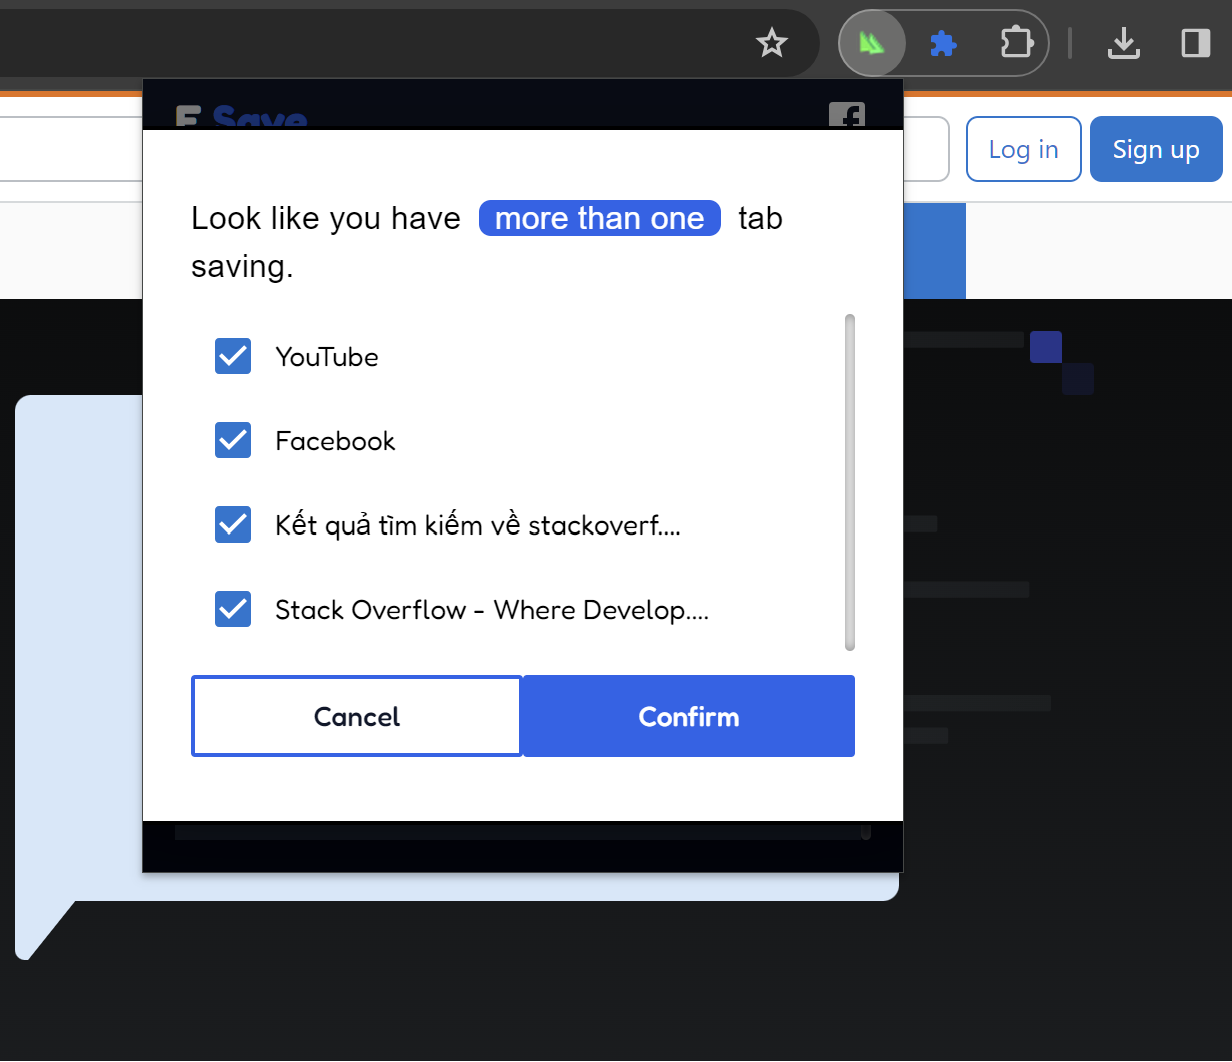 E Save
Log in
Sign up
Look like you have more than one tab
saving.
YouTube
Facebook
Kết quả tìm kiếm về stackoverf....
Stack Overflow - Where Develop....
Cancel
Confirm